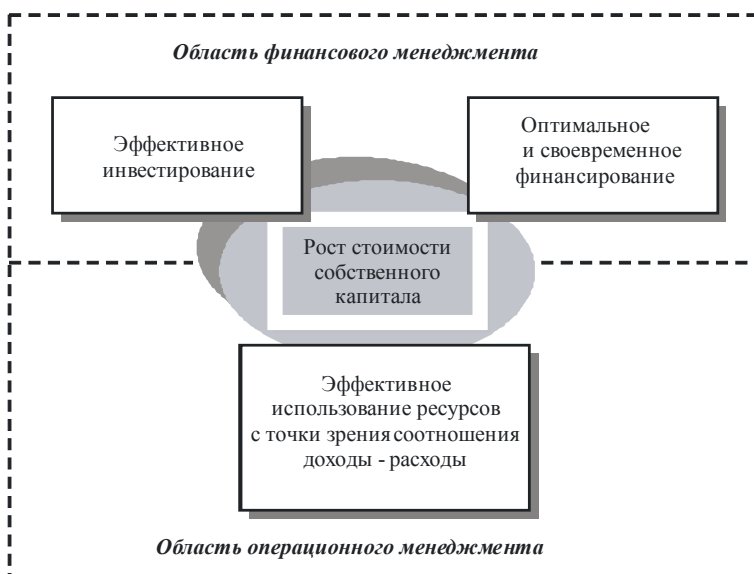 Область финансового менеджмента
Эффективное
инвестирование
Оптимальное
и своевременное
финансирование
Рост стоимости
собственного
капитала
Эффективное
использование ресурсов
с точки зрения соотношения
доходы - расходы
Область операционного менеджмента